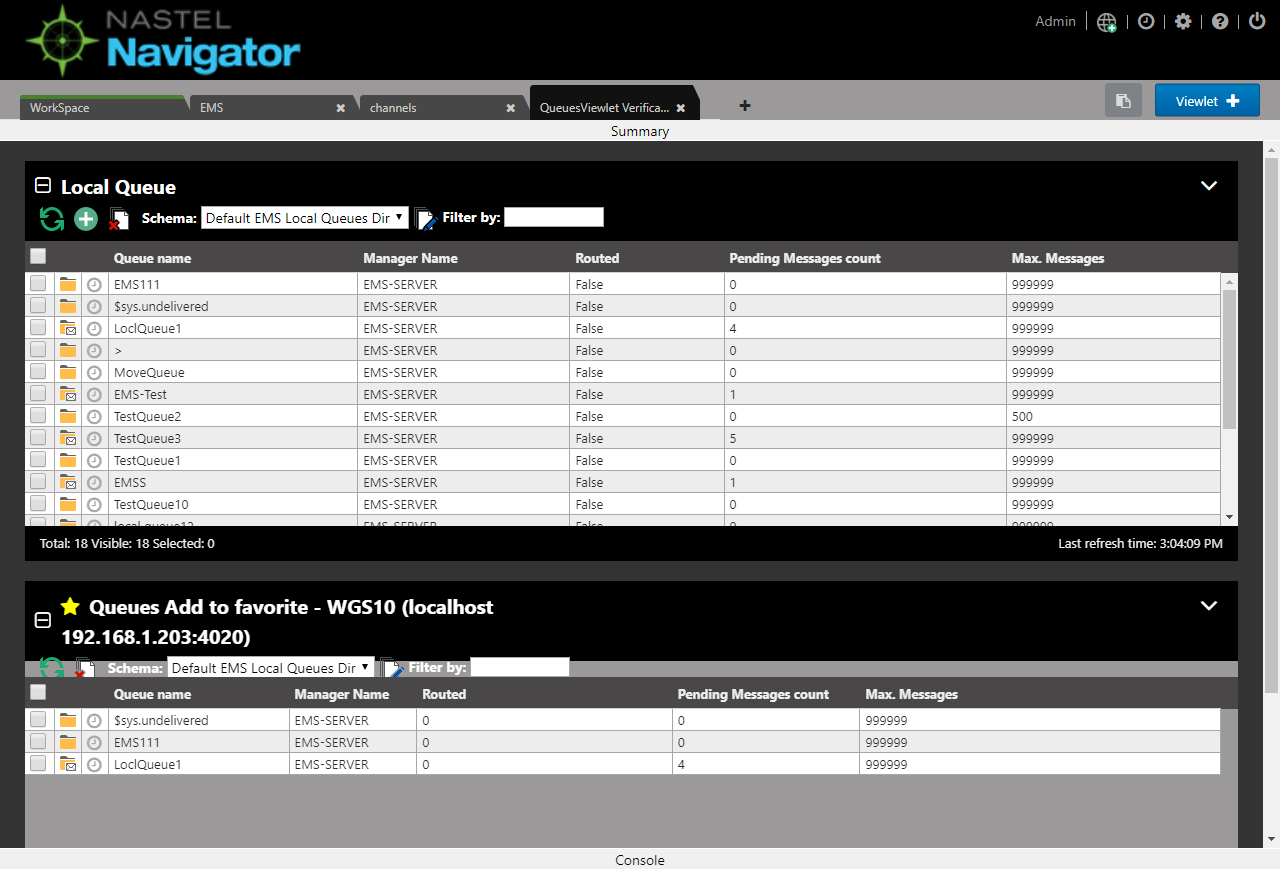 NASTEL
Navigator
Admin
WorkSpace EMS channels QueuesViewlet Verifica...
Viewlet
Summary
Local Queue
Schema: Default EMS Local Queues Dir Filter by:
Queue name Manager Name Routed Pending Messages count Max. Messages
EMS111 EMS-SERVER False 0 999999
$sys.undelivered EMS-SERVER False 0 999999
LoclQueue1 EMS-SERVER False 4 999999
> EMS-SERVER False 0 999999
MoveQueue EMS-SERVER False 0 999999
EMS-Test EMS-SERVER False 1 999999
TestQueue2 EMS-SERVER False 0 500
TestQueue3 EMS-SERVER False 5 999999
TestQueue1 EMS-SERVER False 0 999999
EMSS EMS-SERVER False 1 999999
TestQueue10 EMS-SERVER False 0 999999
local.queue12 EMS-SERVER False 0 999999
Total: 18 Visible: 18 Selected: 0 Last refresh time: 3:04:09 PM
Queues Add to favorite - WGS10 (localhost
192.168.1.203:4020)
Schema: Default EMS Local Queues Dir Filter by:
Queue name Manager Name Routed Pending Messages count Max. Messages
$sys.undelivered EMS-SERVER 0 0 999999
EMS111 EMS-SERVER 0 0 999999
LoclQueue1 EMS-SERVER 0 4 999999
Console